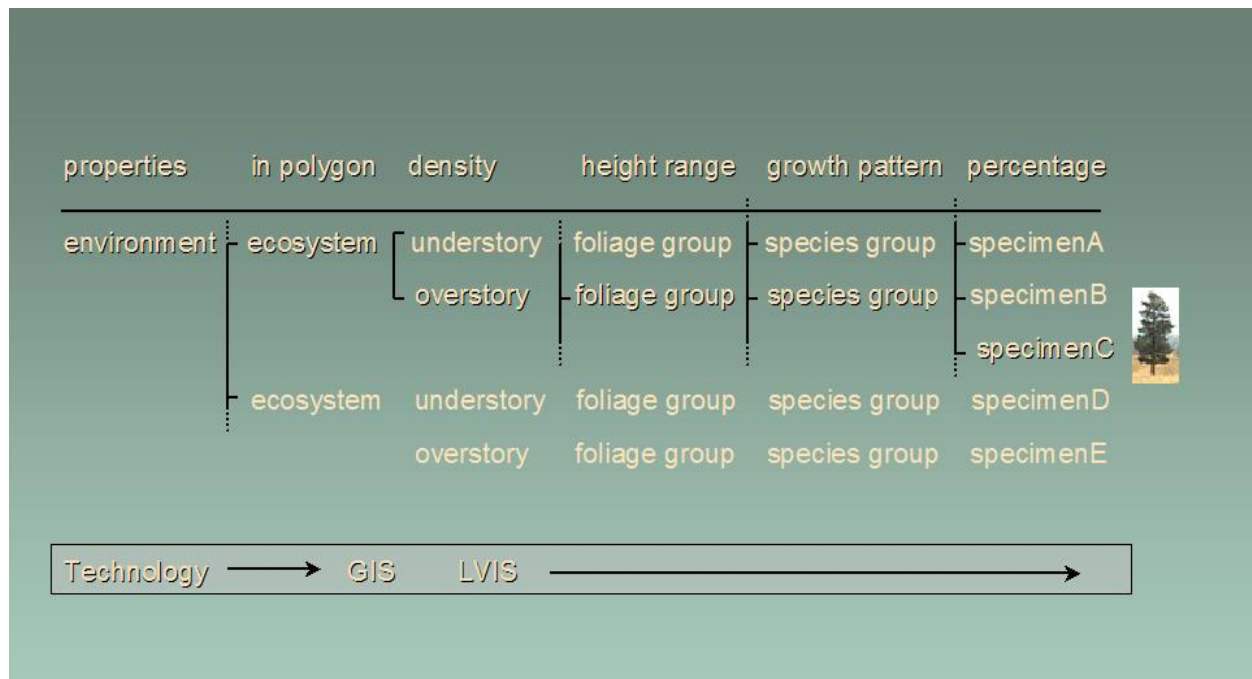 properties in polygon density height range growth pattern percentage
environment ecosystem understory foliage group species group specimenA
overstory foliage group species group specimenB
specimenC
ecosystem understory foliage group species group specimenD
overstory foliage group species group specimenE
Technology GIS LVIS